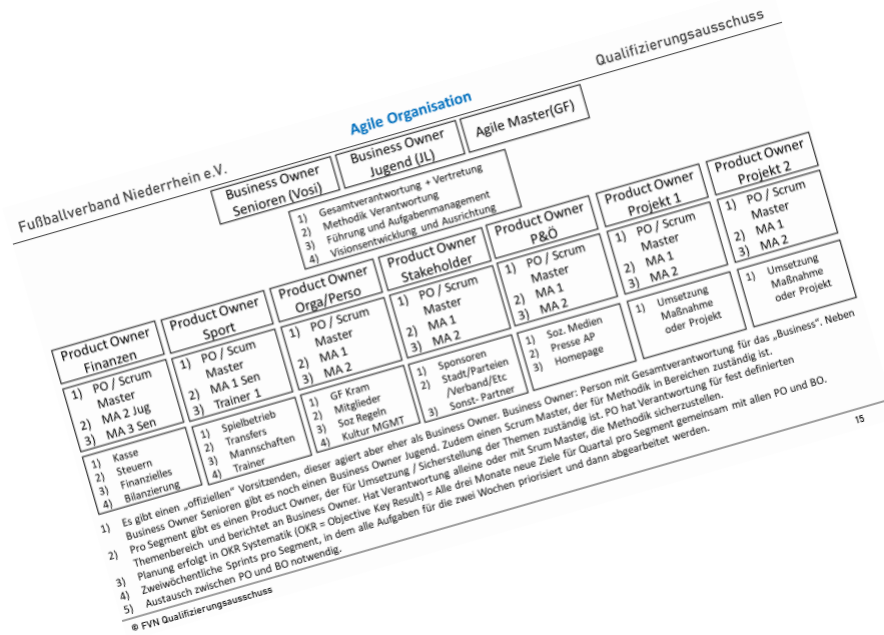 Fußballverband Niederrhein e.V.
Qualifizierungsausschuss
Agile Organisation
Business Owner
Senioren (Vosi)
Business Owner
Jugend (JL)
Agile Master(GF)
1) Gesamtverantwortung + Vertretung
2) Methodik Verantwortung
3) Führung und Aufgabenmanagement
4) Visionsentwicklung und Ausrichtung
Product Owner
Finanzen
1) PO / Scrum
Master
2) MA 2 Jug
3) MA 3 Sen
1) Kasse
2) Steuern
3) Finanzielles
4) Bilanzierung
Product Owner
Sport
1) PO / Scum
Master
2) MA 1 Sen
3) Trainer 1
1) Spielbetrieb
2) Transfers
3) Mannschaften
4) Trainer
Product Owner
Orga/Perso
1) PO / Scrum
Master
2) MA 1
3) MA 2
1) GF Kram
2) Mitglieder
3) Soz Regeln
4) Kultur MGMT
Product Owner
Stakeholder
1) PO / Scrum
Master
2) MA 1
3) MA 2
1) Sponsoren
2) Stadt/Parteien
/Verband/Etc
3) Sonst- Partner
Product Owner
P&Ö
1) PO / Scrum
Master
2) MA 1
3) MA 2
1) Soz. Medien
2) Presse AP
3) Homepage
Product Owner
Projekt 1
1) PO / Scrum
Master
2) MA 1
3) MA 2
1) Umsetzung
Maßnahme
oder Projekt
Product Owner
Projekt 2
1) PO / Scrum
Master
2) MA 1
3) MA 2
1) Umsetzung
Maßnahme
oder Projekt
1) Es gibt einen „offiziellen“ Vorsitzenden, dieser agiert aber eher als Business Owner. Business Owner: Person mit Gesamtverantwortung für das „Business“. Neben
Business Owner Senioren gibt es noch einen Business Owner Jugend. Zudem einen Scrum Master, der für Methodik in Bereichen zuständig ist.
2) Pro Segment gibt es einen Product Owner, der für Umsetzung / Sicherstellung der Themen zuständig ist. PO hat Verantwortung für fest definierten
Themenbereich und berichtet an Business Owner. Hat Verantwortung alleine oder mit Srum Master, die Methodik sicherzustellen.
3) Planung erfolgt in OKR Systematik (OKR = Objective Key Result) = Alle drei Monate neue Ziele für Quartal pro Segment gemeinsam mit allen PO und BO.
4) Zweiwöchentliche Sprints pro Segment, in dem alle Aufgaben für die zwei Wochen priorisiert und dann abgearbeitet werden.
5) Austausch zwischen PO und BO notwendig.
© FVN Qualifizierungsausschuss
15